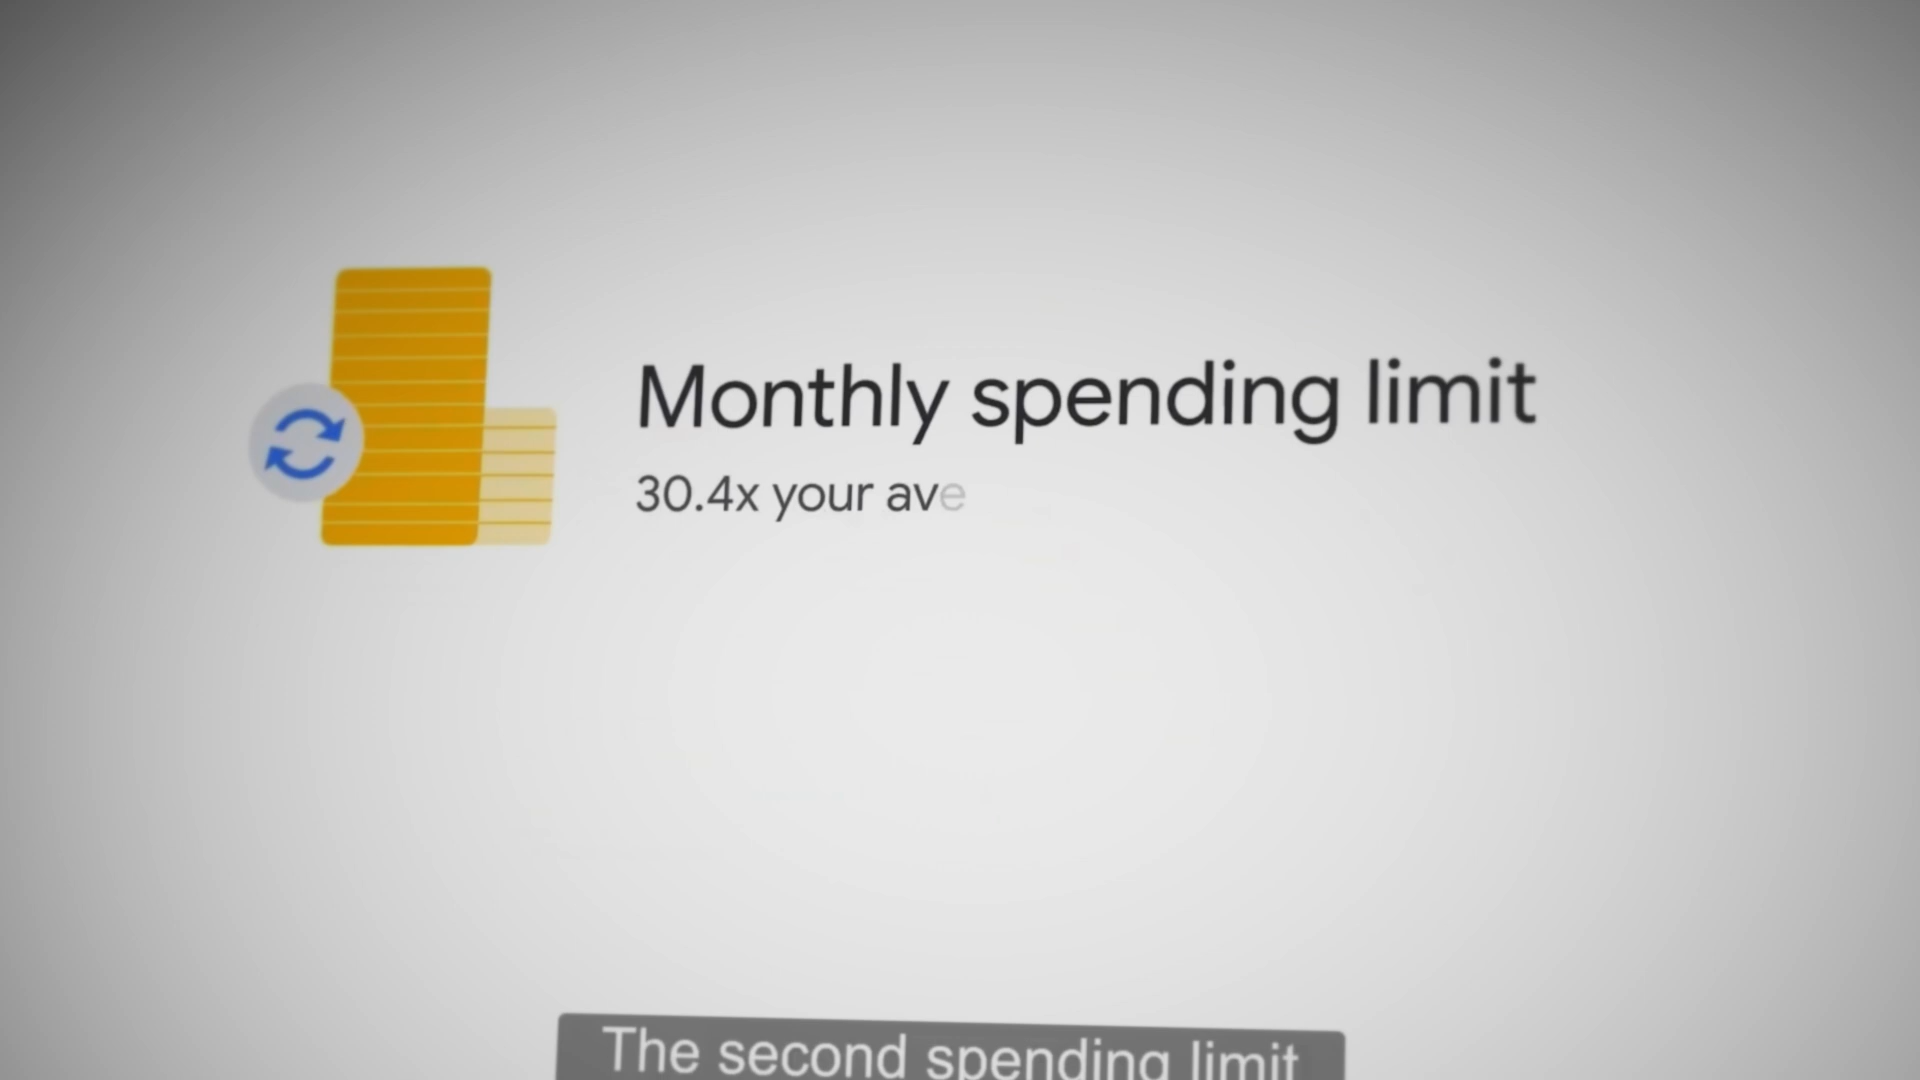 Monthly spending limit
30.4x your ave
The second spending limit